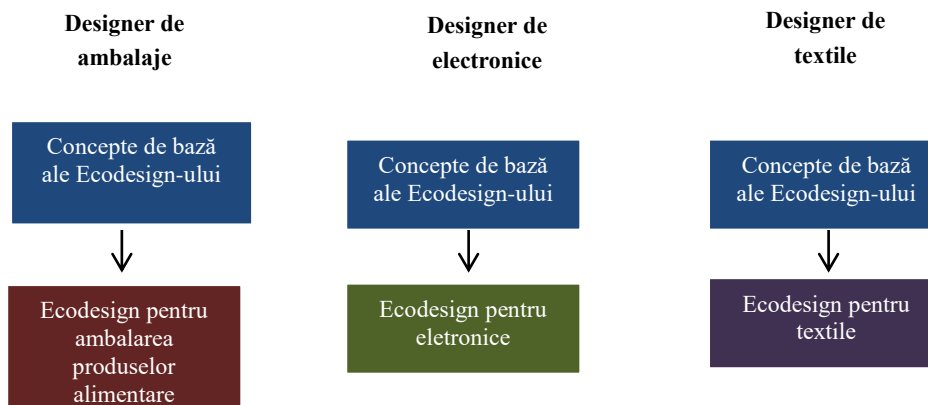 Designer de
ambalaje
Designer de
electronice
Designer de
textile
Concepte de bază
ale Ecodesign-ului
Concepte de bază
ale Ecodesign-ului
Concepte de bază
ale Ecodesign-ului
Ecodesign pentru
ambalarea
produselor
alimentare
Ecodesign pentru
eletronice
Ecodesign pentru
textile